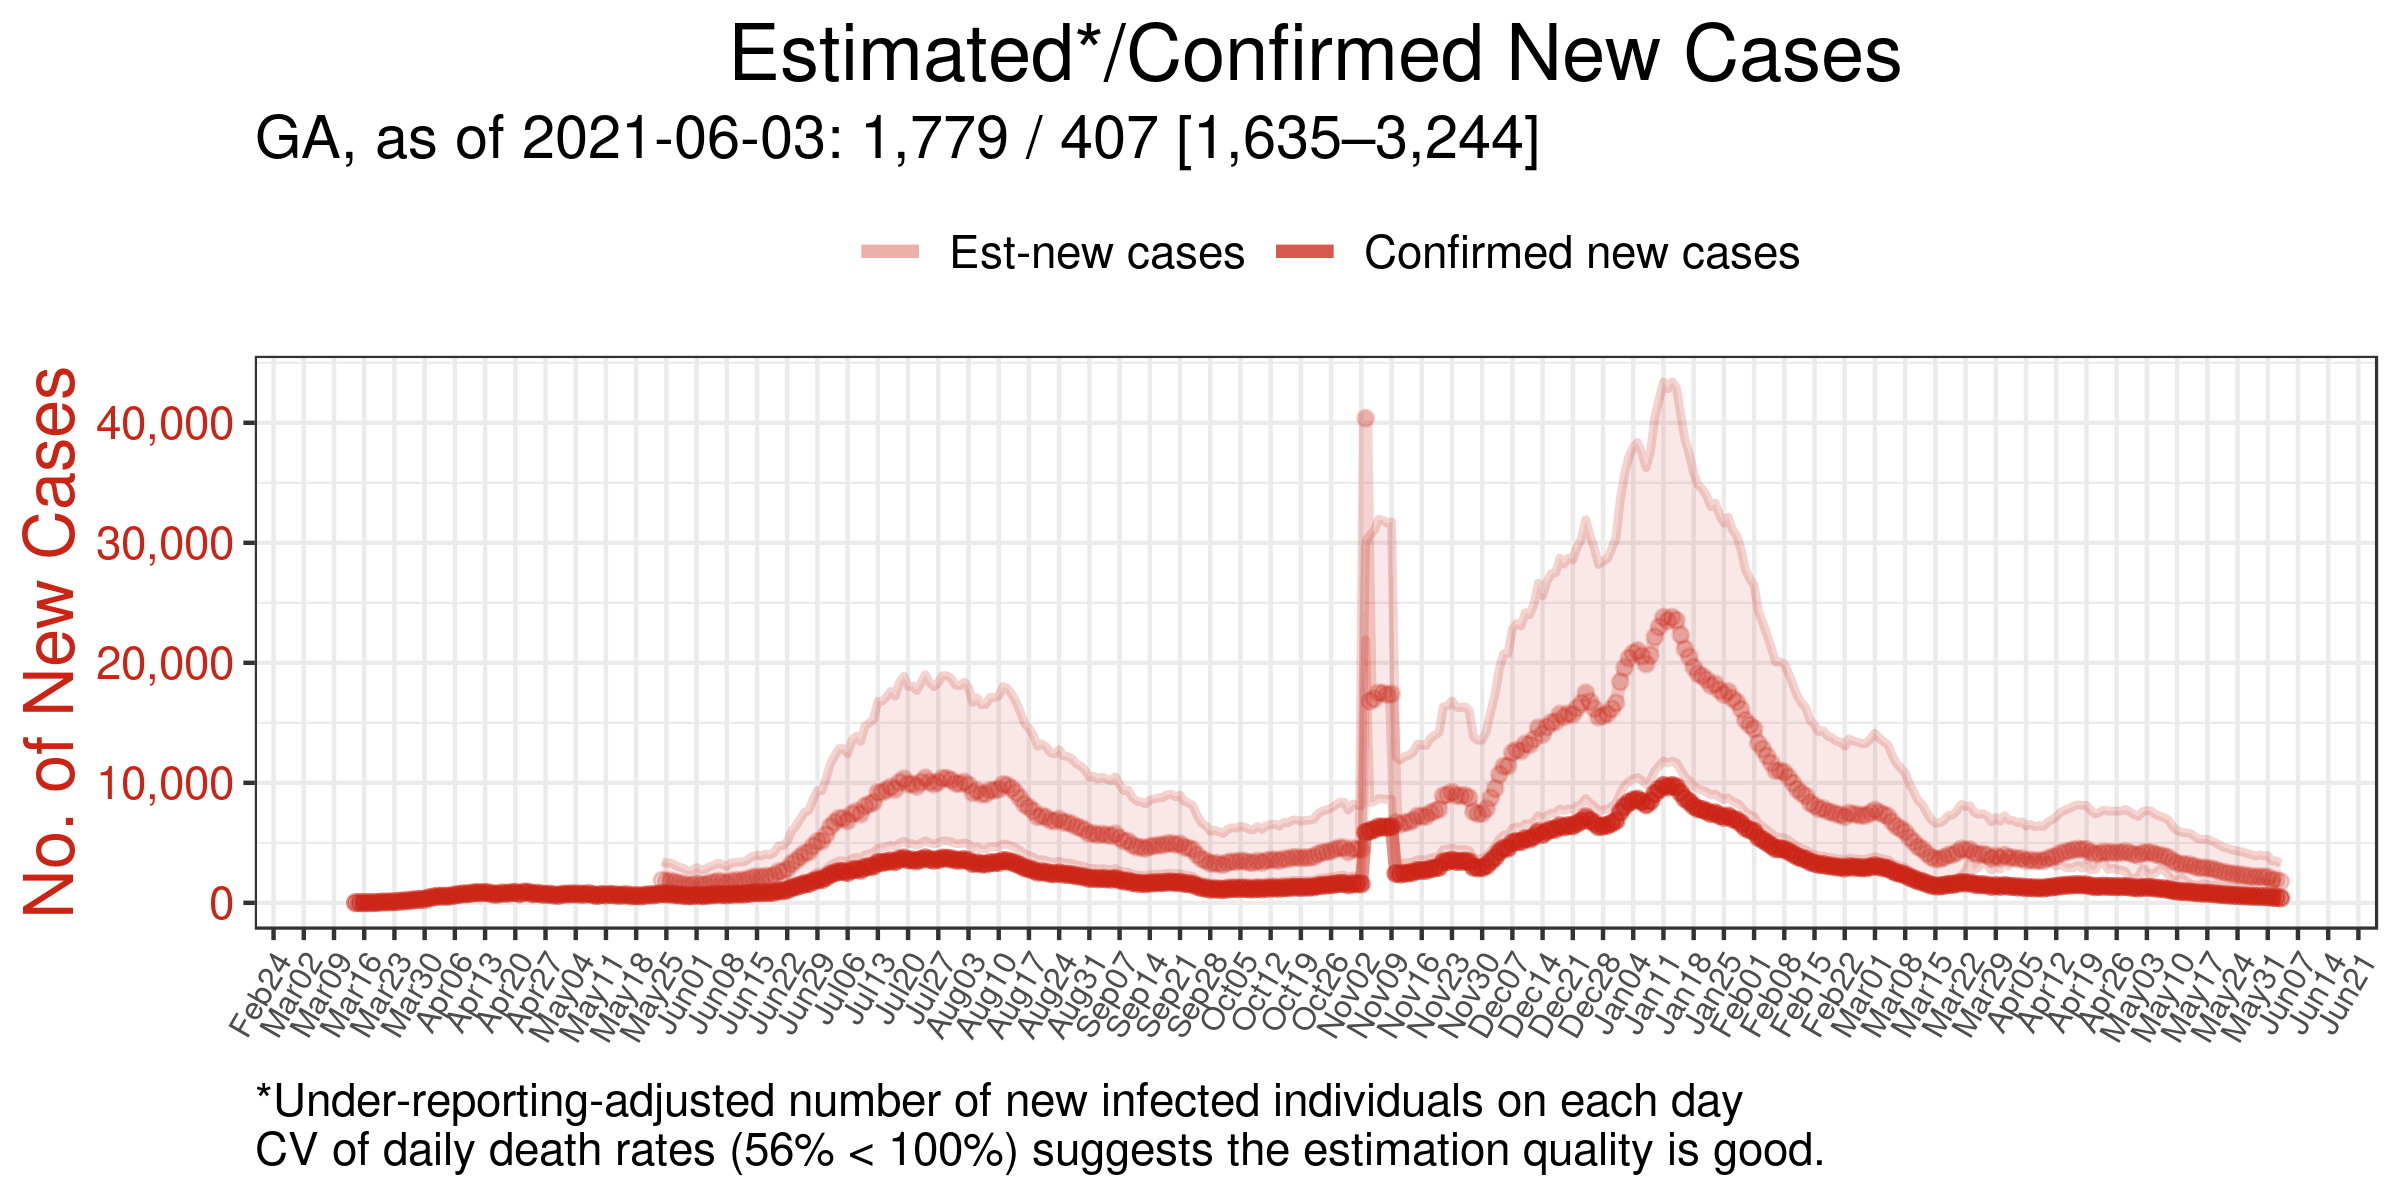 Estimated*/Confirmed New Cases
GA, as of 2021-06-03: 1,779 / 407 [1,635–3,244]
Est-new cases Confirmed new cases
No. of New Cases
40,000
30,000
20,000
10,000
0
Feb24 Mar02 Mar09 Mar16 Mar23 Mar30 Apr06 Apr13 Apr20 Apr27 May04 May11 May18 May25 Jun01 Jun08 Jun15 Jun22 Jun29 Jul06 Jul13 Jul20 Jul27 Aug03 Aug10 Aug17 Aug24 Aug31 Sep07 Sep14 Sep21 Sep28 Oct05 Oct12 Oct19 Oct26 Nov02 Nov09 Nov16 Nov23 Nov30 Dec07 Dec14 Dec21 Dec28 Jan04 Jan11 Jan18 Jan25 Feb01 Feb08 Feb15 Feb22 Mar01 Mar08 Mar15 Mar22 Mar29 Apr05 Apr12 Apr19 Apr26 May03 May10 May17 May24 May31 Jun07 Jun14 Jun21
*Under-reporting-adjusted number of new infected individuals on each day
CV of daily death rates (56% < 100%) suggests the estimation quality is good.